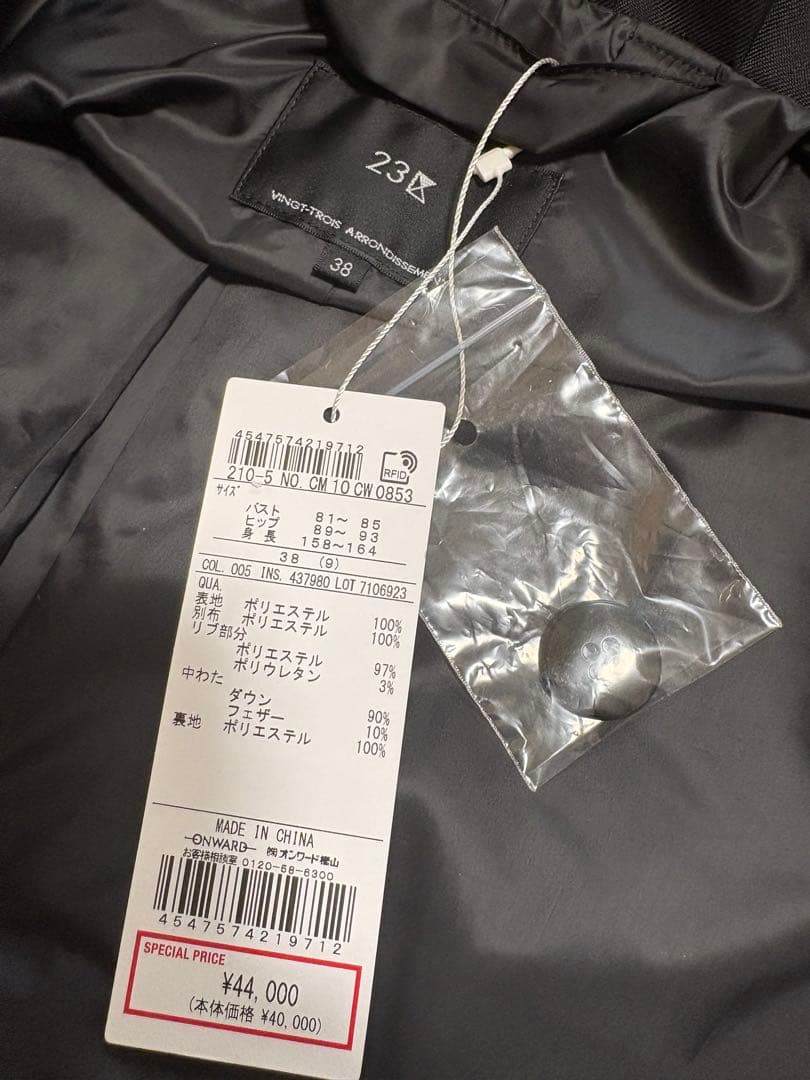 23区
VINGT-TROIS ARRONDISSEMENT
38
4547574219712
RFID
210-5 NO. CM 10 CW 0853
サイズ
バスト 81〜 85
ヒップ 89〜 93
身長 158〜164
38 (9)
COL. 005 INS. 437980 LOT 7106923
QUA.
表地 ポリエステル 100%
別布 ポリエステル 100%
リブ部分
ポリエステル 97%
ポリウレタン 3%
中わた
ダウン 90%
フェザー 10%
裏地 ポリエステル 100%
MADE IN CHINA
ONWARD ㈱オンワード樫山
お客様相談室 0120-58-6300
4547574219712
SPECIAL PRICE
¥44,000
(本体価格 ¥40,000)